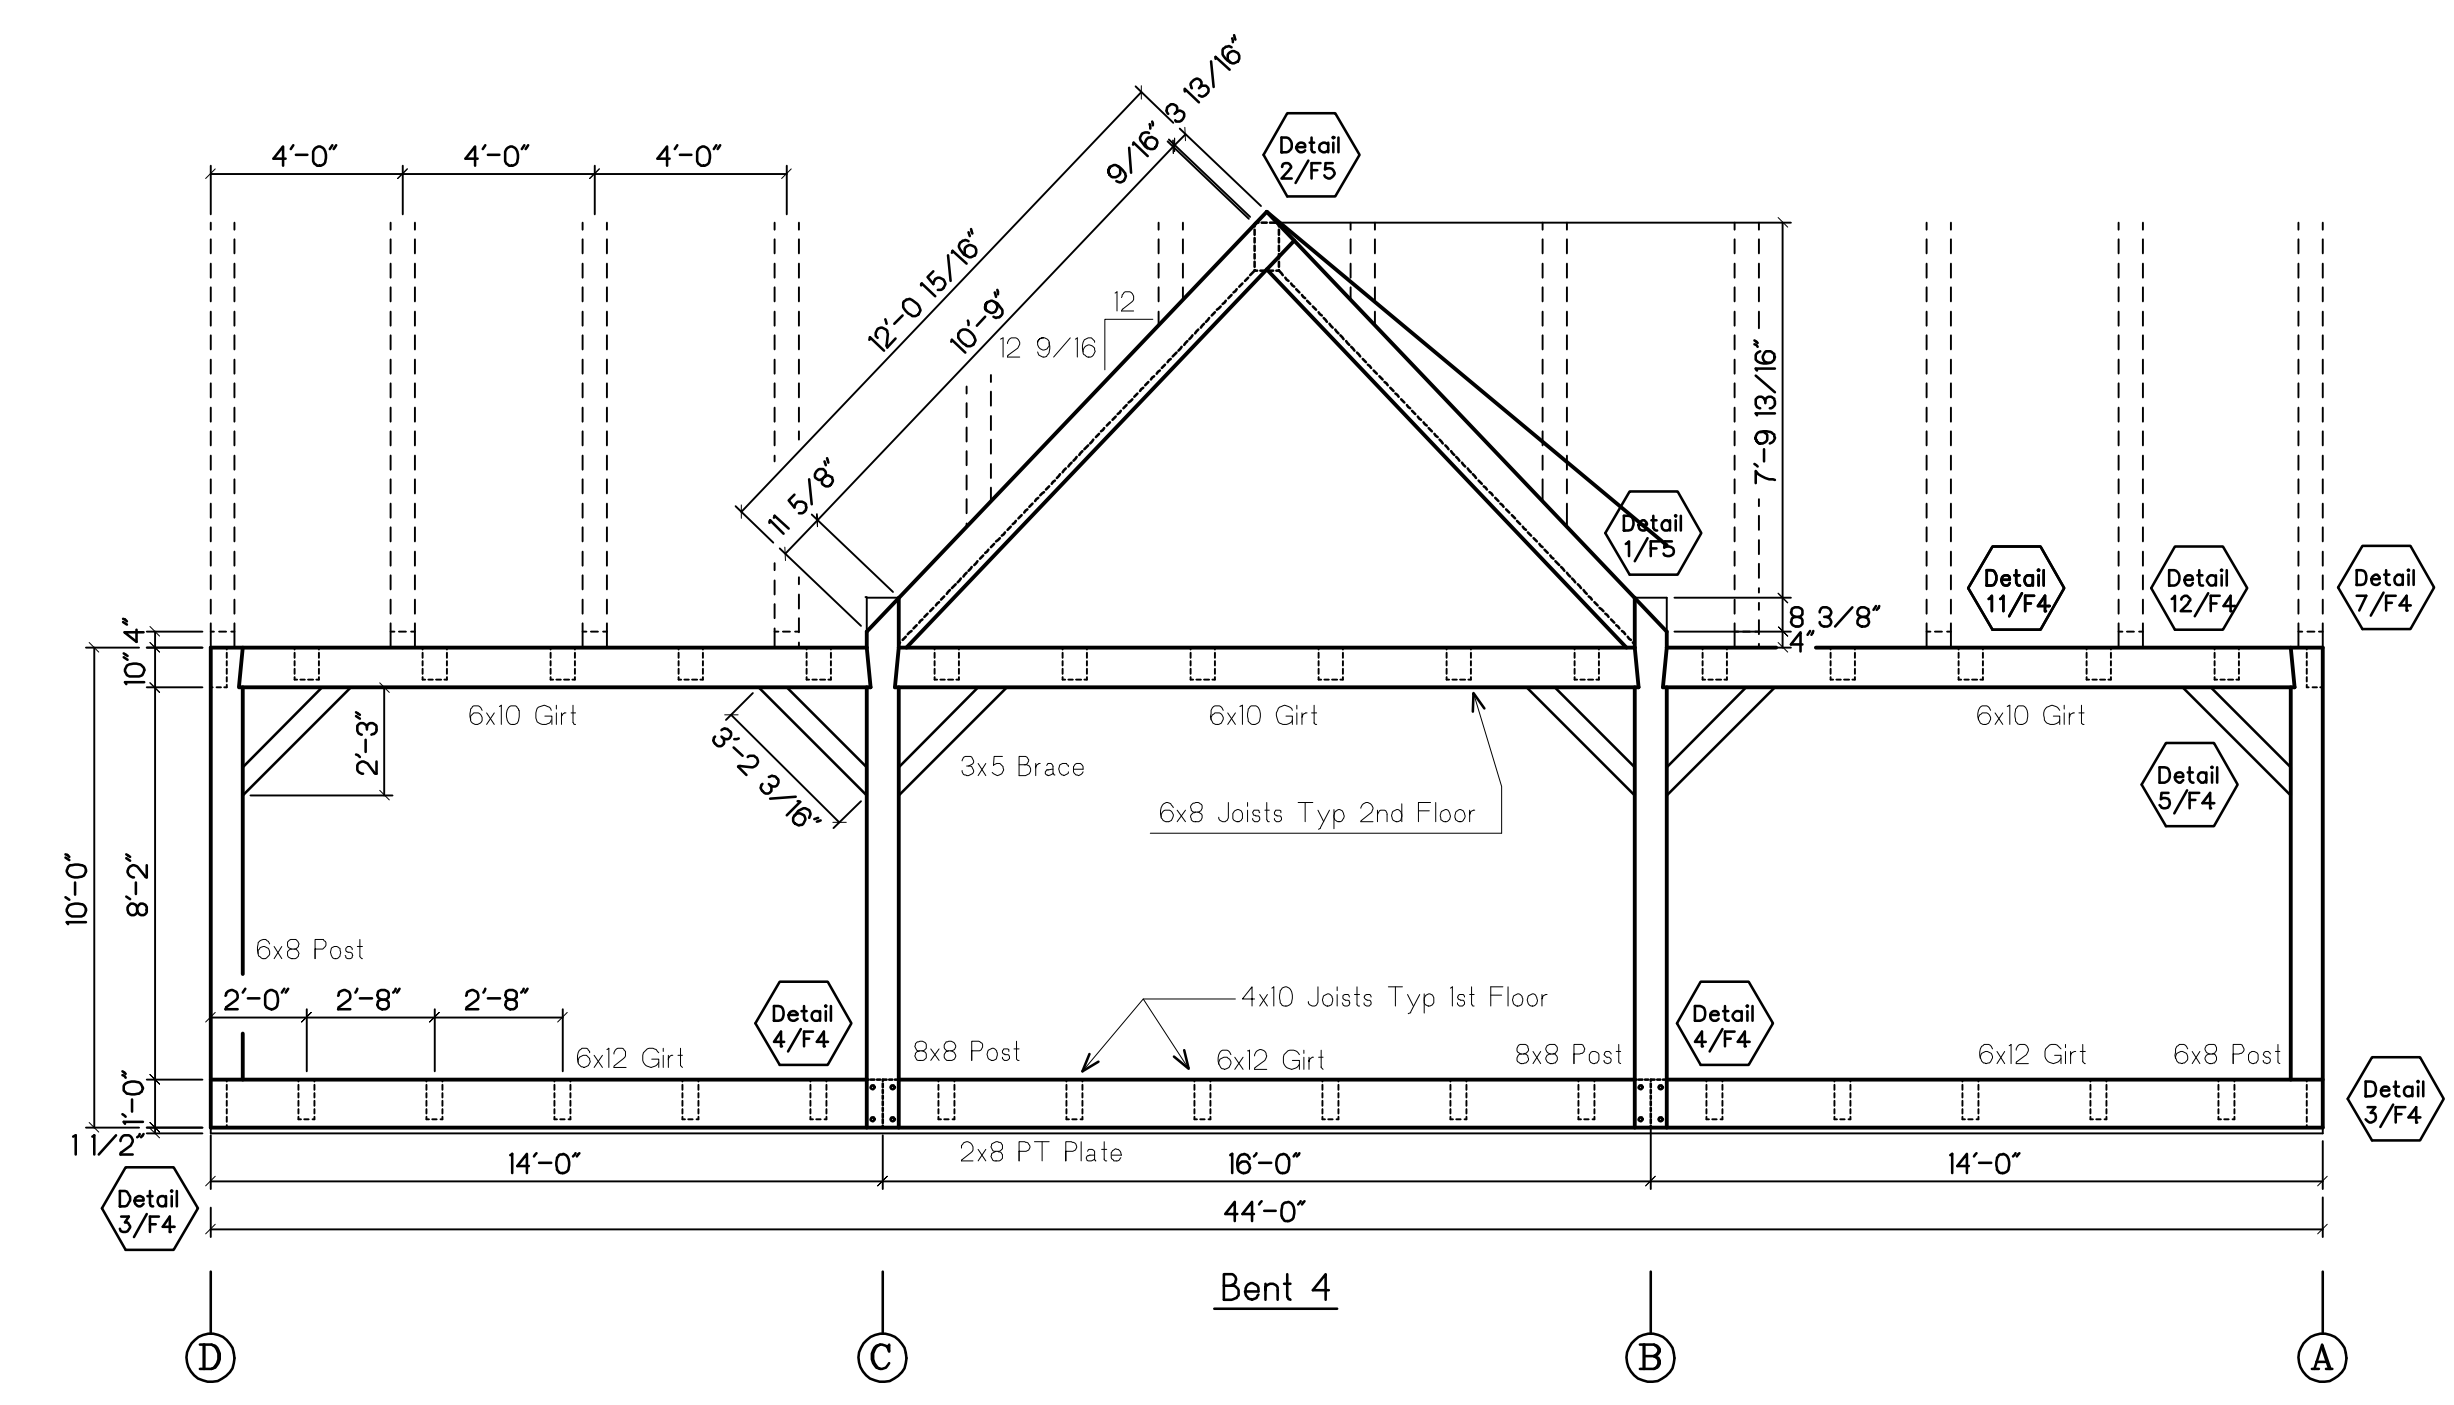 3 13/16"
9/16"
Detail
2/F5
4'-0"
4'-0"
4'-0"
12'-0 15/16"
10'-9"
12
12 9/16
7'-9 13/16"
11 5/8"
Detail
1/F5
Detail
11/F4
Detail
12/F4
Detail
7/F4
8 3/8"
4"
4"
10"
6x10 Girt
6x10 Girt
6x10 Girt
2'-3"
3'-2 3/16"
3x5 Brace
6x8 Joists Typ 2nd Floor
Detail
5/F4
10'-0"
8'-2"
6x8 Post
2'-0"
2'-8"
2'-8"
4x10 Joists Typ 1st Floor
Detail
4/F4
Detail
4/F4
6x12 Girt
8x8 Post
6x12 Girt
8x8 Post
6x12 Girt
6x8 Post
1'-0"
1 1/2"
Detail
3/F4
2x8 PT Plate
14'-0"
16'-0"
14'-0"
Detail
3/F4
44'-0"
Bent 4
D
C
B
A